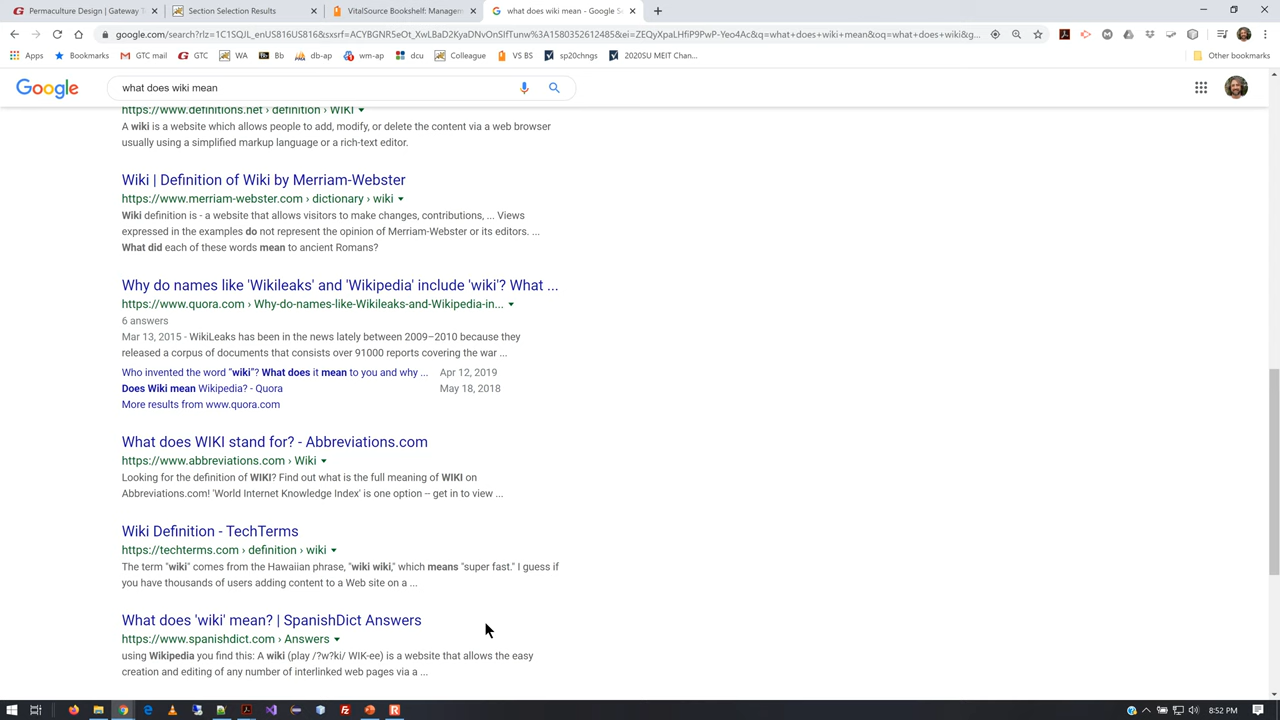 Permaculture Design | Gateway T
Section Selection Results
VitalSource Bookshelf: Managem
what does wiki mean - Google S
google.com/search?rlz=1C1SQJL_enUS816US816&sxsrf=ACYBGNR5eOt_XwLBaD2KyaDNvOnSIfTunw%3A1580352612485&ei=ZEQyXpaLHfiP9PwP-Yeo4Ac&q=what+does+wiki+mean&oq=what+does+wiki&g...
Apps
Bookmarks
GTC mail
GTC
WA
Bb
db-ap
wm-ap
dcu
Colleague
VS BS
sp20chngs
2020SU MEIT Chan...
Other bookmarks
Google
what does wiki mean
https://www.definitions.net › definition › WIKI
A wiki is a website which allows people to add, modify, or delete the content via a web browser
usually using a simplified markup language or a rich-text editor.
Wiki | Definition of Wiki by Merriam-Webster
https://www.merriam-webster.com › dictionary › wiki
Wiki definition is - a website that allows visitors to make changes, contributions, ... Views
expressed in the examples do not represent the opinion of Merriam-Webster or its editors. ...
What did each of these words mean to ancient Romans?
Why do names like 'Wikileaks' and 'Wikipedia' include 'wiki'? What ...
https://www.quora.com › Why-do-names-like-Wikileaks-and-Wikipedia-in...
6 answers
Mar 13, 2015 - WikiLeaks has been in the news lately between 2009–2010 because they
released a corpus of documents that consists over 91000 reports covering the war ...
Who invented the word "wiki"? What does it mean to you and why ... Apr 12, 2019
Does Wiki mean Wikipedia? - Quora May 18, 2018
More results from www.quora.com
What does WIKI stand for? - Abbreviations.com
https://www.abbreviations.com › Wiki
Looking for the definition of WIKI? Find out what is the full meaning of WIKI on
Abbreviations.com! 'World Internet Knowledge Index' is one option -- get in to view ...
Wiki Definition - TechTerms
https://techterms.com › definition › wiki
The term "wiki" comes from the Hawaiian phrase, "wiki wiki," which means "super fast." I guess if
you have thousands of users adding content to a Web site on a ...
What does 'wiki' mean? | SpanishDict Answers
https://www.spanishdict.com › Answers
using Wikipedia you find this: A wiki (play /?w?ki/ WIK-ee) is a website that allows the easy
creation and editing of any number of interlinked web pages via a ...
8:52 PM